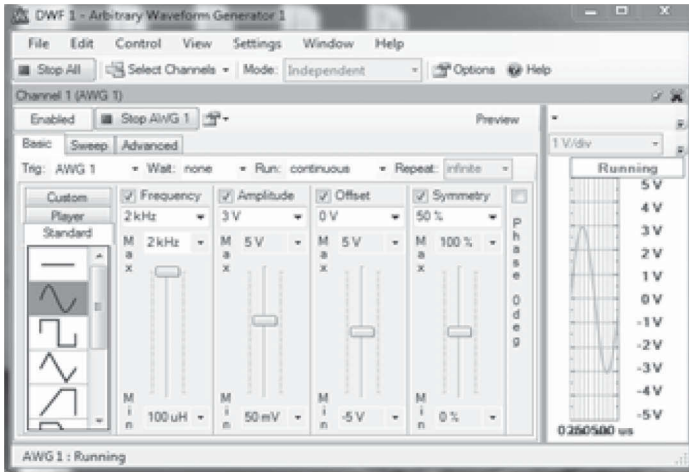 DWF 1 - Arbitrary Waveform Generator 1
File Edit Control View Settings Window Help
Stop All Select Channels Mode: Independent Options Help
Channel 1 (AWG 1)
Enabled Stop AWG 1 Preview
Basic Sweep Advanced
1 V/div
Trig: AWG 1 Wait: none Run: continuous Repeat: infinite
Running
Custom
Player
Standard
Frequency
2 kHz
Max
2 kHz
Min
100 uH
Amplitude
3 V
Max
5 V
Min
50 mV
Offset
0 V
Max
5 V
Min
-5 V
Symmetry
50 %
Max
100 %
Min
0 %
Phase 0 deg
5 V
4 V
3 V
2 V
1 V
0 V
-1 V
-2 V
-3 V
-4 V
-5 V
0 250 500 us
AWG 1 : Running